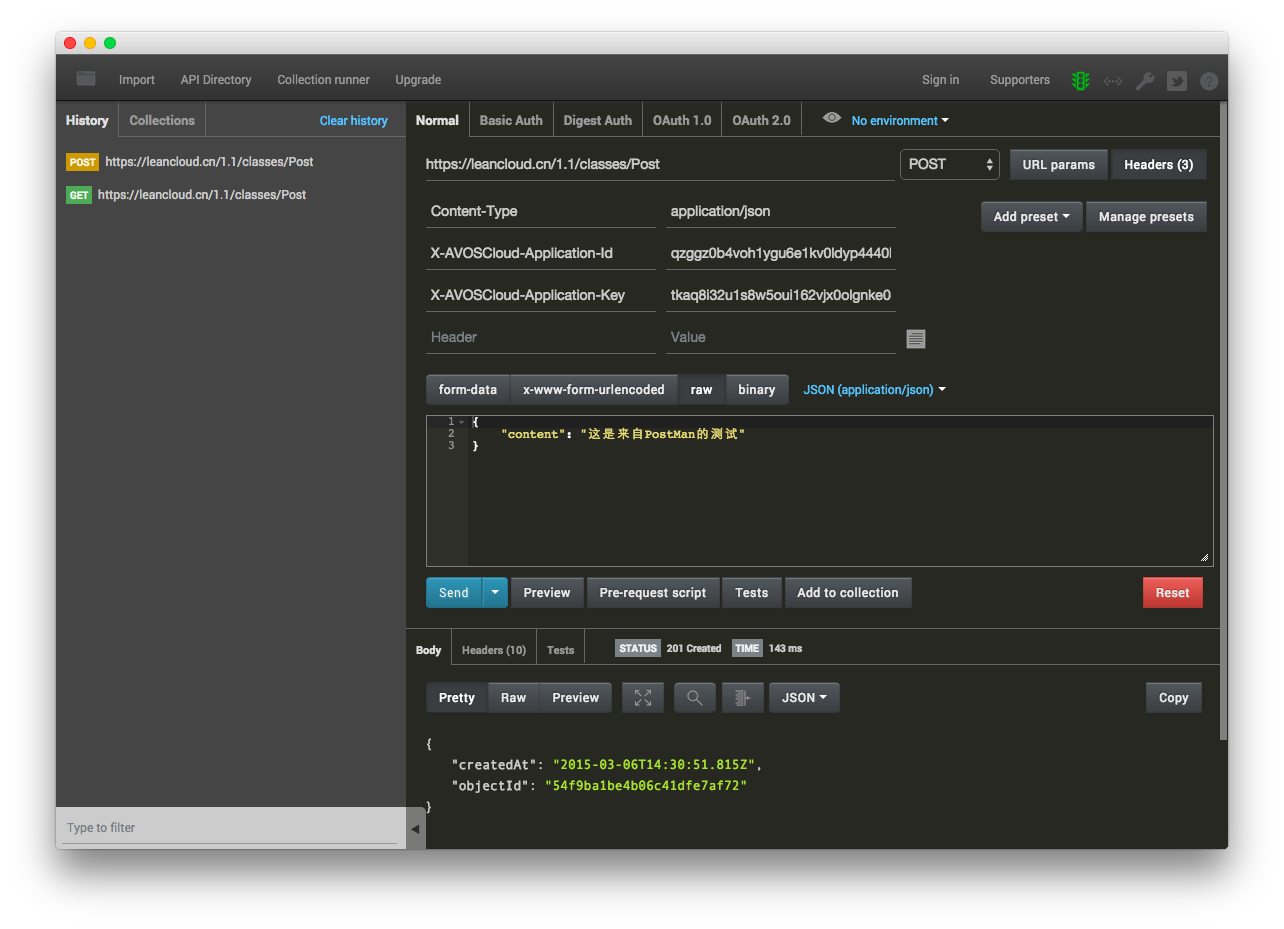 Import API Directory Collection runner Upgrade Sign in Supporters
History Collections Clear history
POST https://leancloud.cn/1.1/classes/Post
GET https://leancloud.cn/1.1/classes/Post
Type to filter
Normal Basic Auth Digest Auth OAuth 1.0 OAuth 2.0 No environment
https://leancloud.cn/1.1/classes/Post POST URL params Headers (3)
Content-Type application/json Add preset Manage presets
X-AVOSCloud-Application-Id qzggz0b4voh1ygu6e1kv0ldyp4440
X-AVOSCloud-Application-Key tkaq8i32u1s8w5oui162vjx0olgnke0
Header Value
form-data x-www-form-urlencoded raw binary JSON (application/json)
1 {
2 "content": "这是来自PostMan的测试"
3 }
Send Preview Pre-request script Tests Add to collection Reset
Body Headers (10) Tests STATUS 201 Created TIME 143 ms
Pretty Raw Preview JSON Copy
{
"createdAt": "2015-03-06T14:30:51.815Z",
"objectId": "54f9ba1be4b06c41dfe7af72"
}